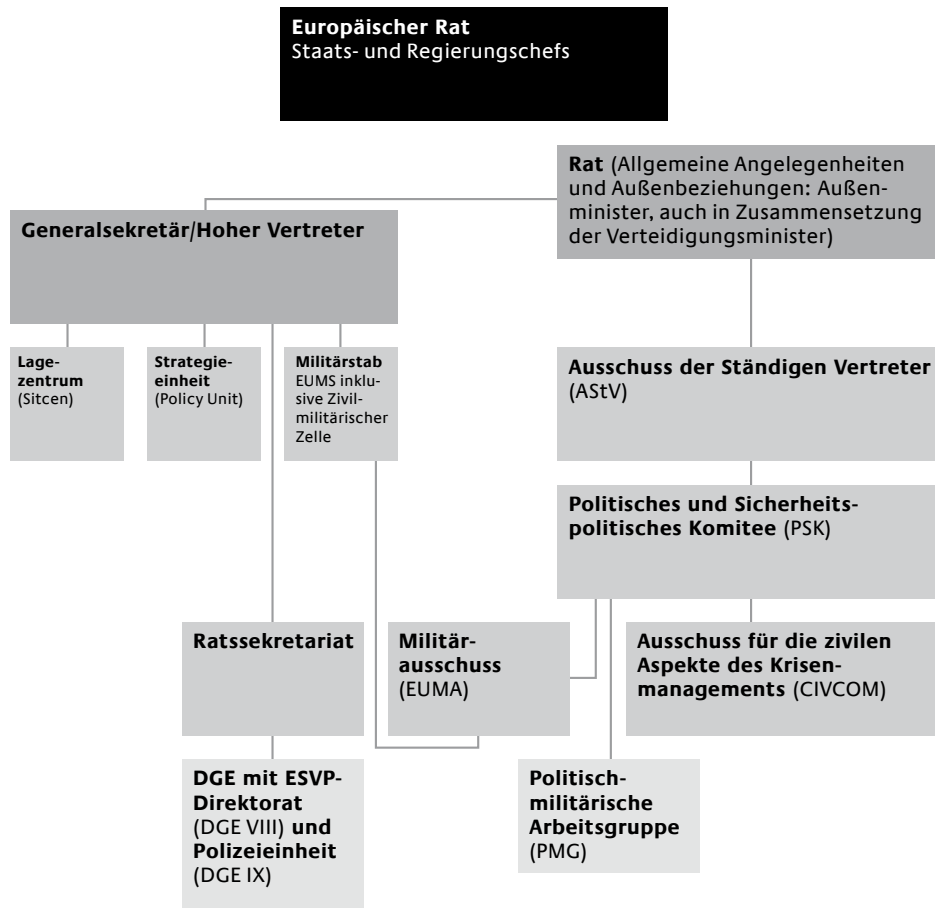 Europäischer Rat
Staats- und Regierungschefs
Rat (Allgemeine Angelegenheiten
und Außenbeziehungen: Außen-
minister, auch in Zusammensetzung
der Verteidigungsminister)
Generalsekretär/Hoher Vertreter
Lage-
zentrum
(Sitcen)
Strategie-
einheit
(Policy Unit)
Militärstab
EUMS inklu-
sive Zivil-
militärischer
Zelle
Ausschuss der Ständigen Vertreter
(AStV)
Politisches und Sicherheits-
politisches Komitee (PSK)
Ratssekretariat
Militär-
ausschuss
(EUMA)
Ausschuss für die zivilen
Aspekte des Krisen-
managements (CIVCOM)
DGE mit ESVP-
Direktorat
(DGE VIII) und
Polizeieinheit
(DGE IX)
Politisch-
militärische
Arbeitsgruppe
(PMG)